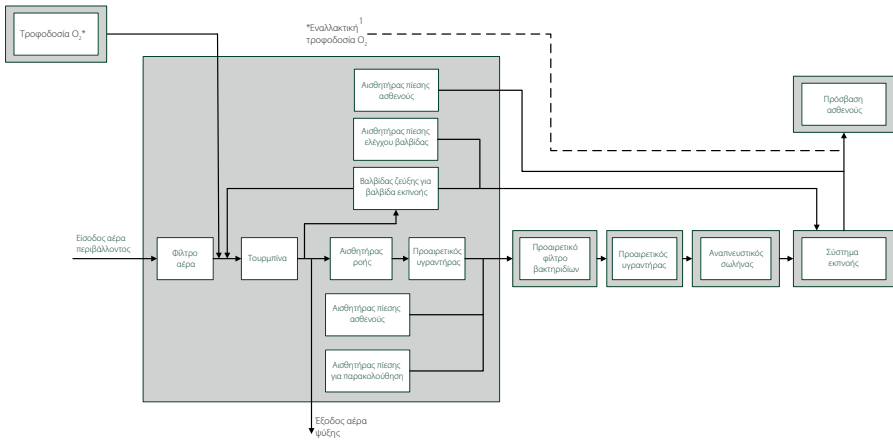 Τροφοδοσία O₂*
*Εναλλακτική¹
τροφοδοσία O₂
Αισθητήρας πίεσης
ασθενούς
Πρόσβαση
ασθενούς
Αισθητήρας πίεσης
ελέγχου βαλβίδας
Βαλβίδας ζεύξης για
βαλβίδα εκπνοής
Είσοδος αέρα
περιβάλλοντος
Φίλτρο
αέρα
Τουρμπίνα
Αισθητήρας
ροής
Προαιρετικός
υγραντήρας
Προαιρετικό
φίλτρο
βακτηριδίων
Προαιρετικός
υγραντήρας
Αναπνευστικός
σωλήνας
Σύστημα
εκπνοής
Αισθητήρας πίεσης
ασθενούς
Αισθητήρας πίεσης
για παρακολούθηση
Έξοδος αέρα
ψύξης